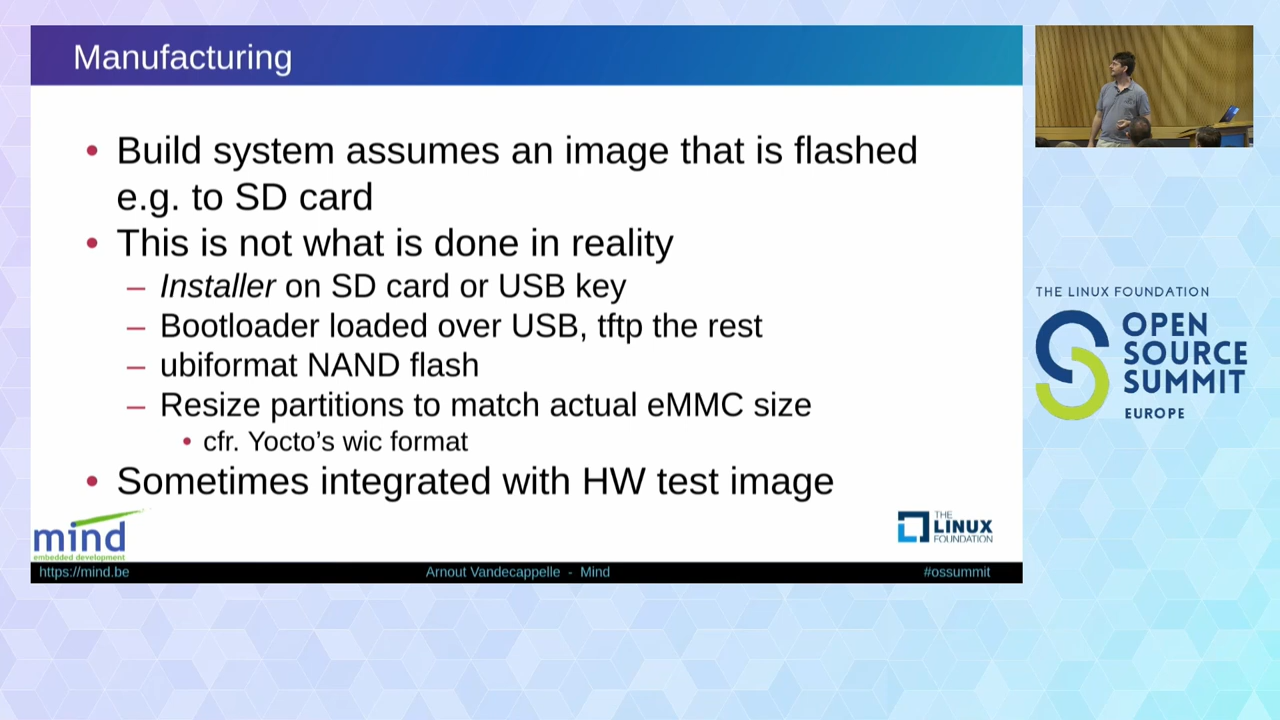 Manufacturing
• Build system assumes an image that is flashed
e.g. to SD card
• This is not what is done in reality
– Installer on SD card or USB key
– Bootloader loaded over USB, tftp the rest
– ubiformat NAND flash
– Resize partitions to match actual eMMC size
• cfr. Yocto's wic format
• Sometimes integrated with HW test image
mind
embedded development
THE
LINUX
FOUNDATION
https://mind.be
Arnout Vandecappelle - Mind
#ossummit
THE LINUX FOUNDATION
OPEN
SOURCE
SUMMIT
EUROPE